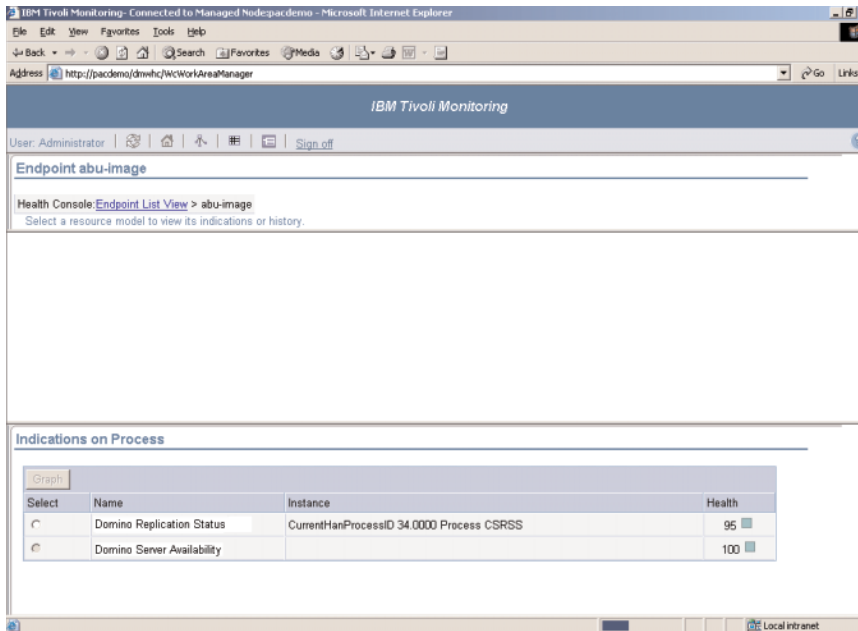 IBM Tivoli Monitoring- Connected to Managed Node:pacdemo - Microsoft Internet Explorer
File Edit View Favorites Tools Help
Back Search Favorites Media
Address http://pacdemo/dmwhc/WcWorkAreaManager Go Links
IBM Tivoli Monitoring
User: Administrator Sign off
Endpoint abu-image
Health Console:Endpoint List View > abu-image
Select a resource model to view its indications or history.
Indications on Process
Graph
Select Name Instance Health
Domino Replication Status CurrentHanProcessID 34.0000 Process CSRSS 95
Domino Server Availability 100
Local intranet